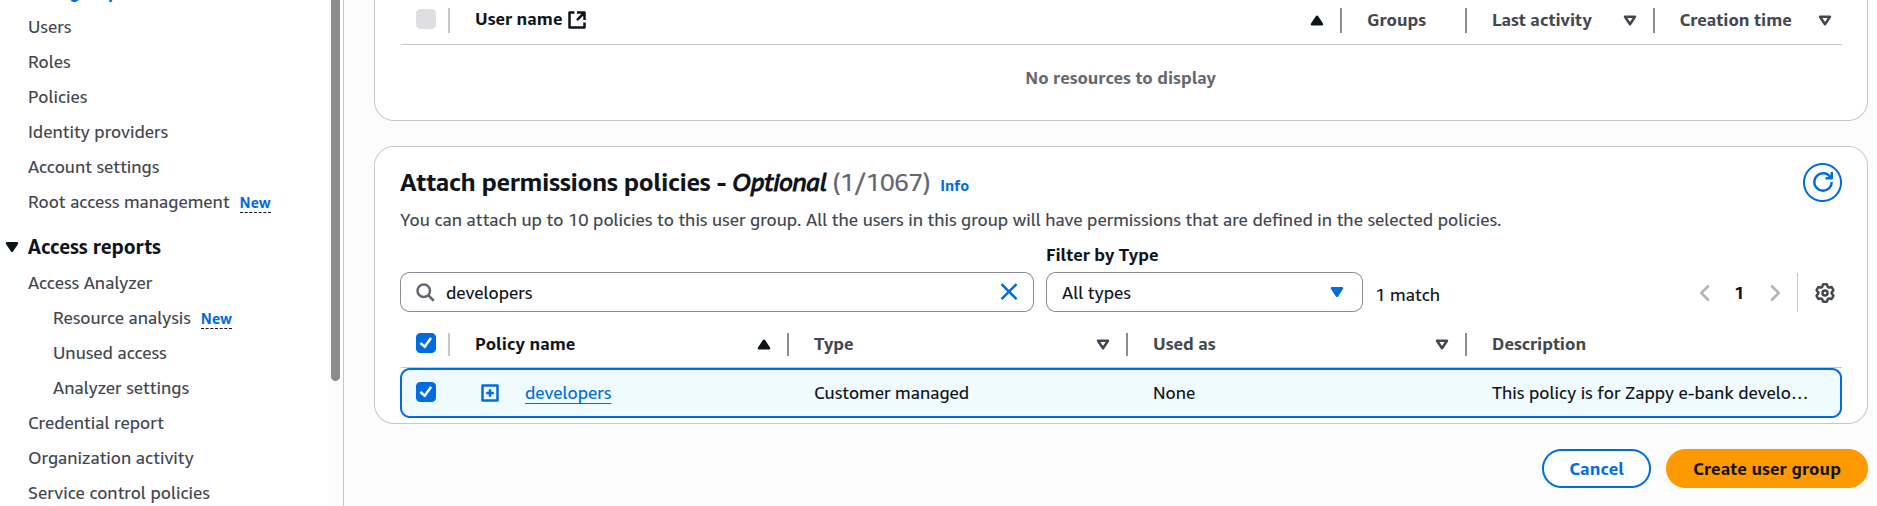 Users
Roles
Policies
Identity providers
Account settings
Root access management New
Access reports
Access Analyzer
Resource analysis New
Unused access
Analyzer settings
Credential report
Organization activity
Service control policies
User name Groups Last activity Creation time
No resources to display
Attach permissions policies - Optional (1/1067) Info
You can attach up to 10 policies to this user group. All the users in this group will have permissions that are defined in the selected policies.
Filter by Type
developers All types 1 match 1
Policy name Type Used as Description
developers Customer managed None This policy is for Zappy e-bank develo...
Cancel Create user group